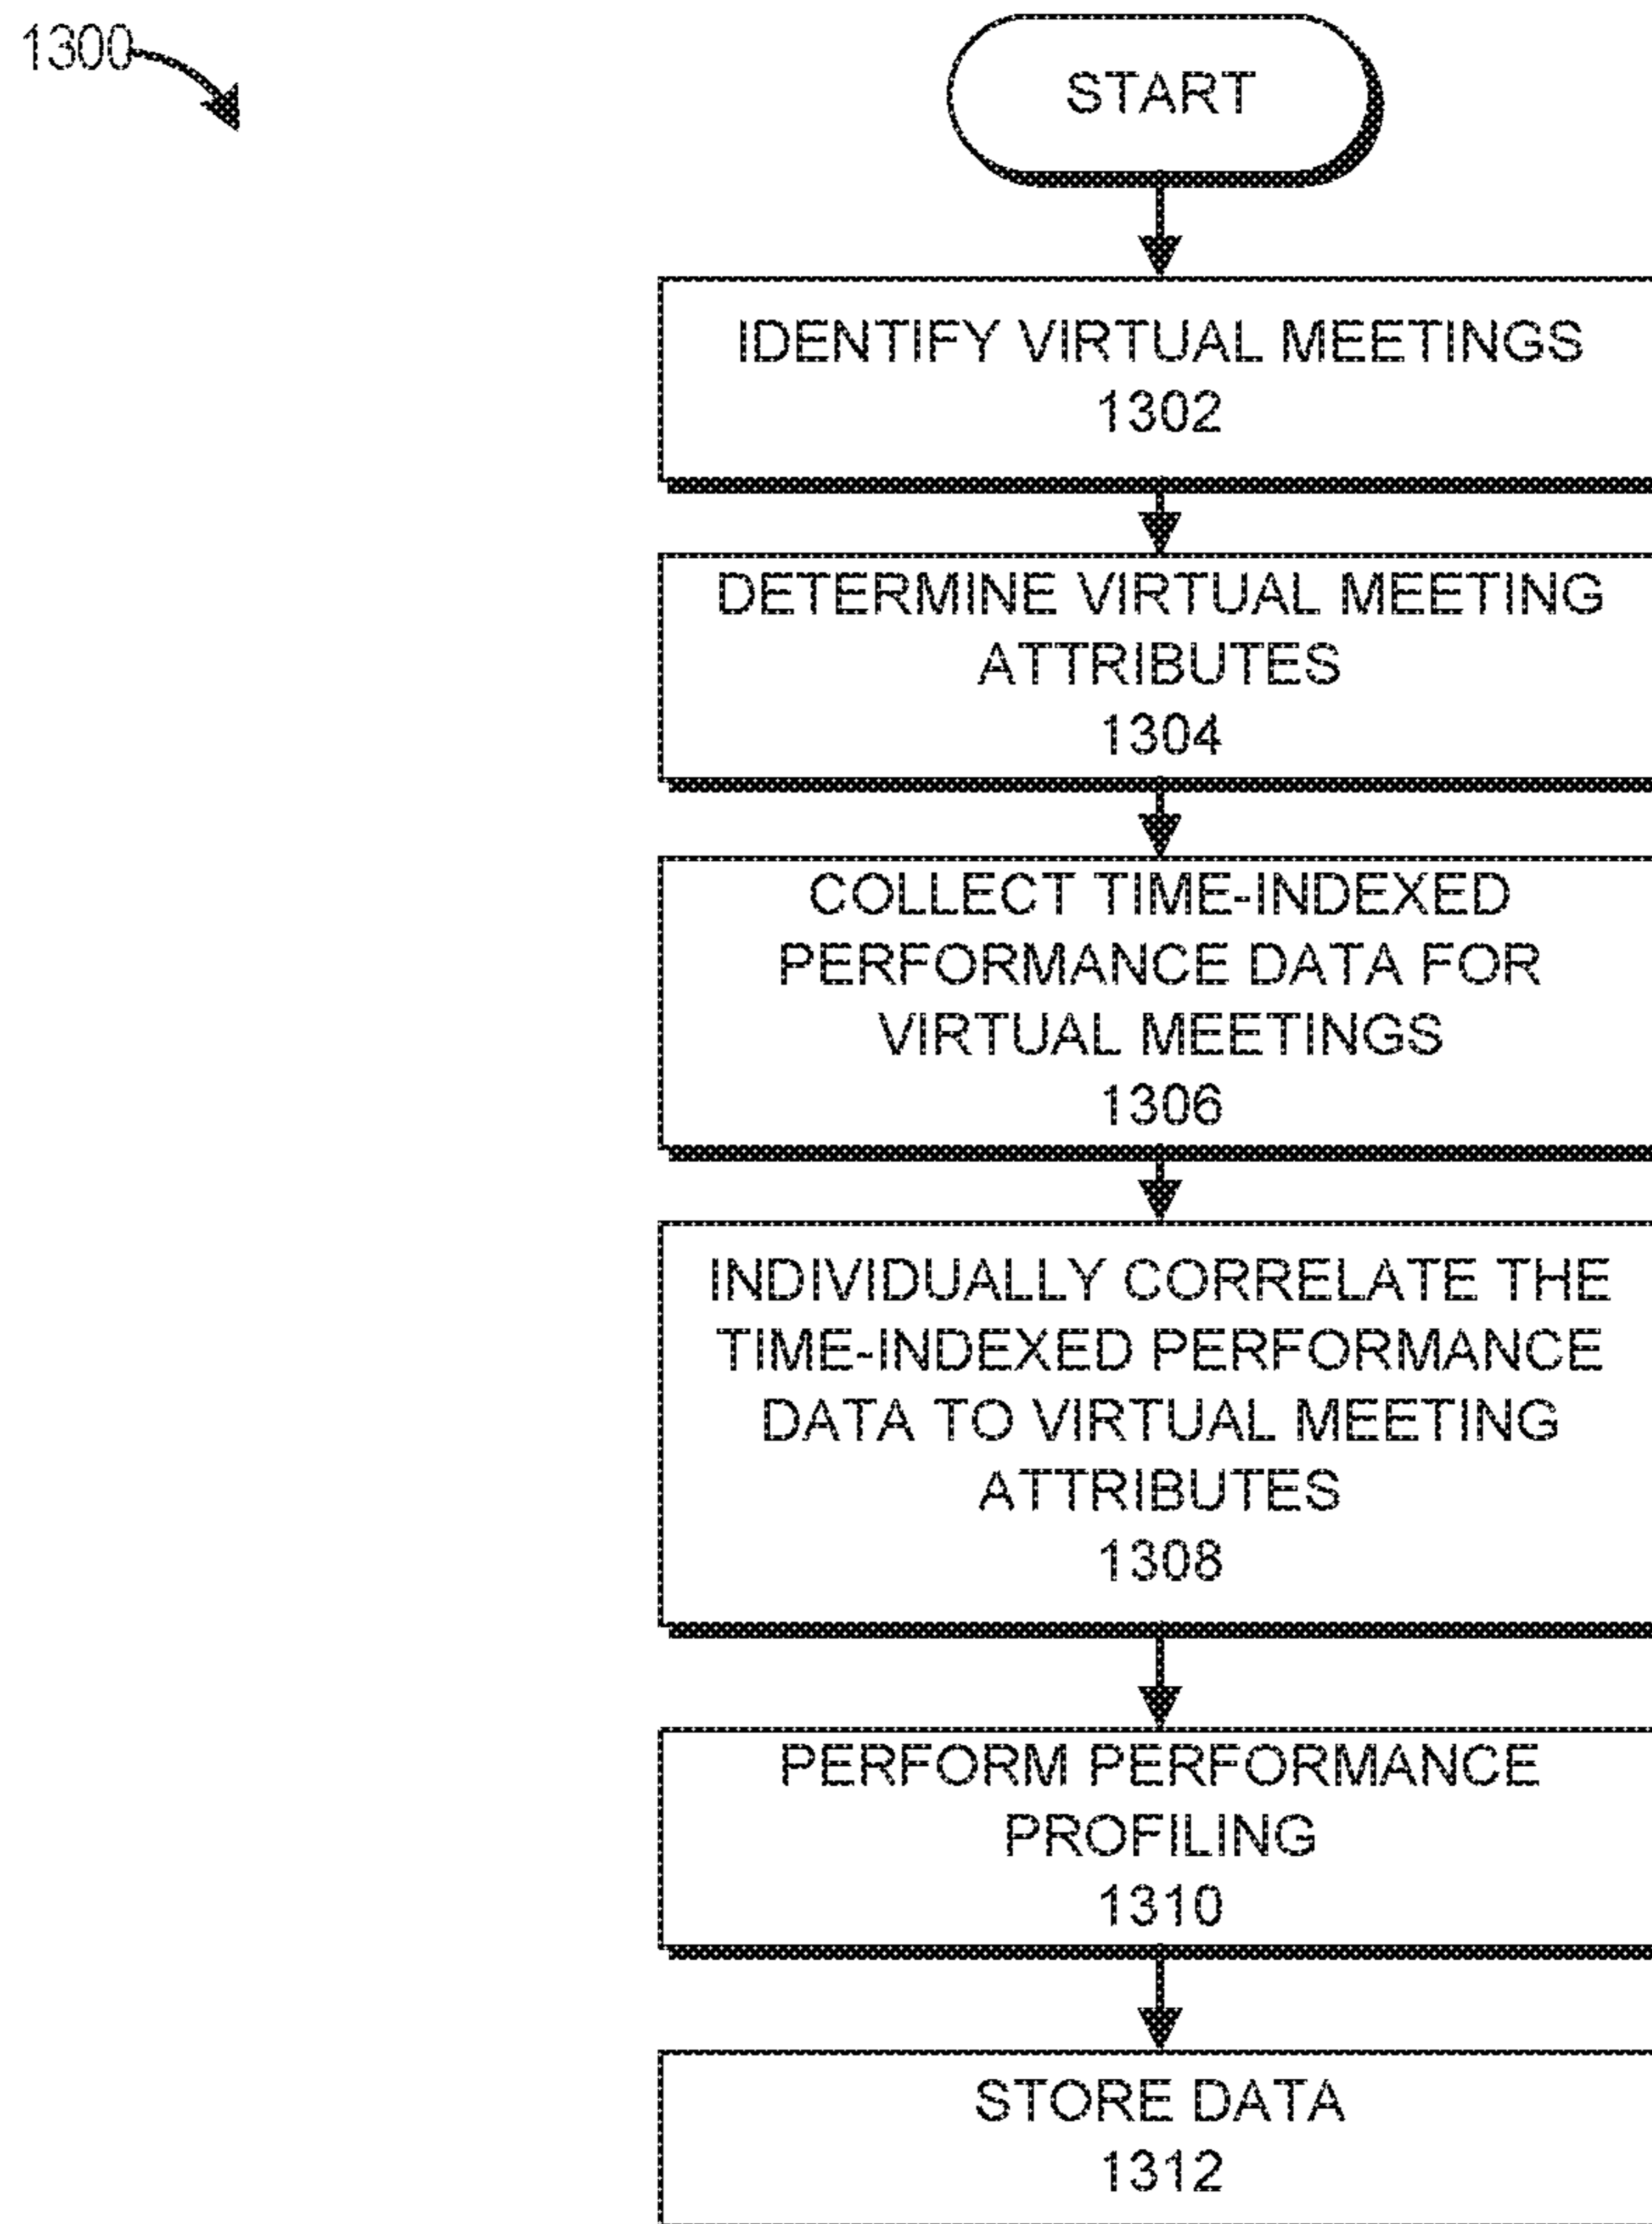 1300
START
IDENTIFY VIRTUAL MEETINGS
1302
DETERMINE VIRTUAL MEETING
ATTRIBUTES
1304
COLLECT TIME-INDEXED
PERFORMANCE DATA FOR
VIRTUAL MEETINGS
1306
INDIVIDUALLY CORRELATE THE
TIME-INDEXED PERFORMANCE
DATA TO VIRTUAL MEETING
ATTRIBUTES
1308
PERFORM PERFORMANCE
PROFILING
1310
STORE DATA
1312